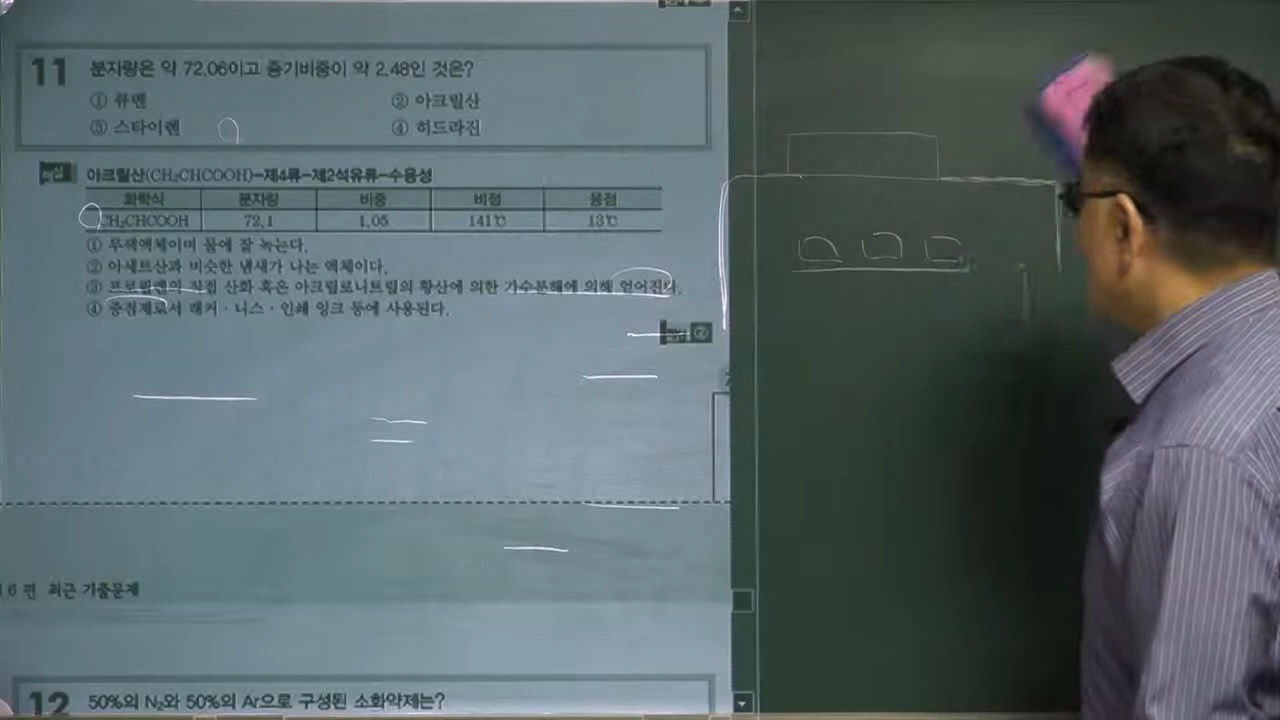 11 분자량은 약 72.06이고 증기비중이 약 2.48인 것은?
① 큐멘 ② 아크릴산
③ 스타이렌 ④ 히드라진
해설 아크릴산(CH₂CHCOOH)-제4류-제2석유류-수용성
화학식 분자량 비중 비점 융점
CH₂CHCOOH 72.1 1.05 141℃ 13℃
① 무색액체이며 물에 잘 녹는다.
② 아세트산과 비슷한 냄새가 나는 액체이다.
③ 프로필렌의 직접 산화 혹은 아크릴로니트릴의 황산에 의한 가수분해에 의해 얻어진다.
④ 중점제로서 래커·니스·인쇄 잉크 등에 사용된다.
②
6편 최근 기출문제
12 50%의 N₂와 50%의 Ar으로 구성된 소화약제는?